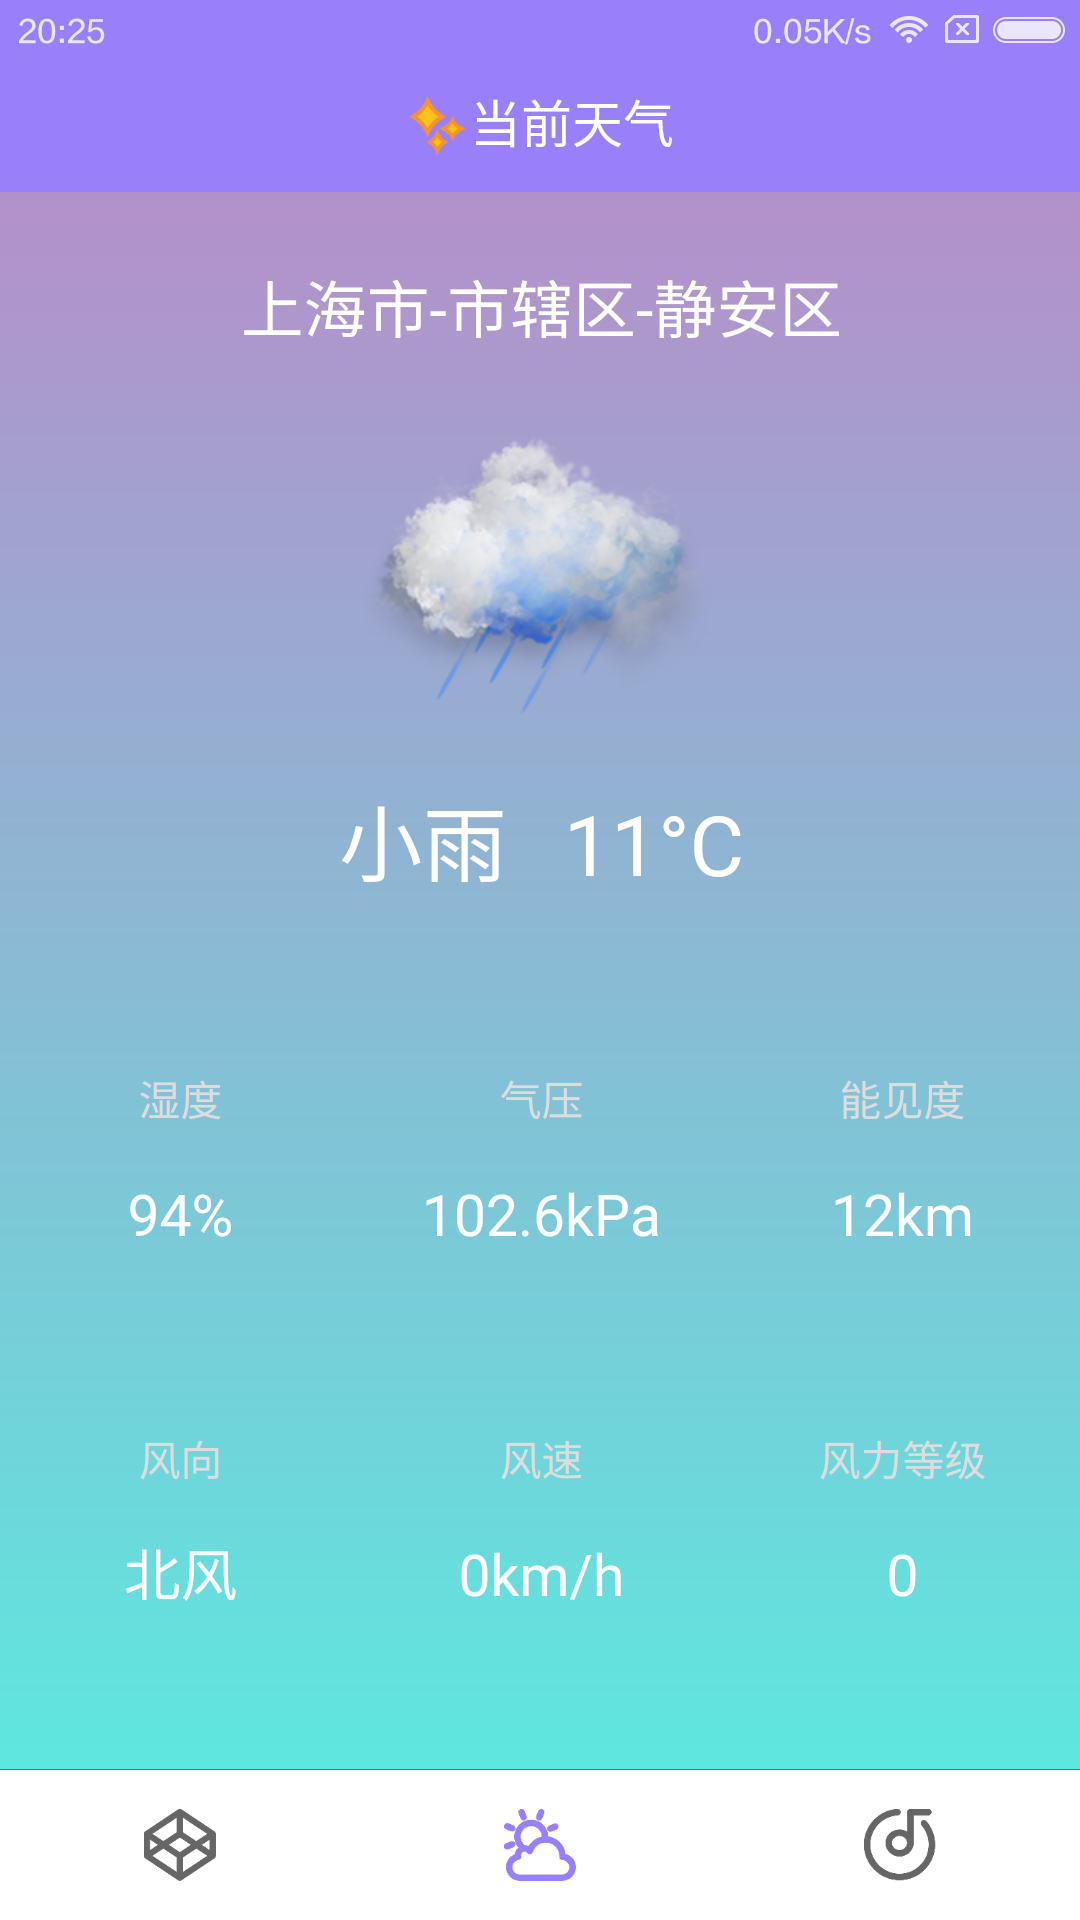 20:25 0.05K/s
✨当前天气
上海市-市辖区-静安区
小雨 11°C
湿度 气压 能见度
94% 102.6kPa 12km
风向 风速 风力等级
北风 0km/h 0